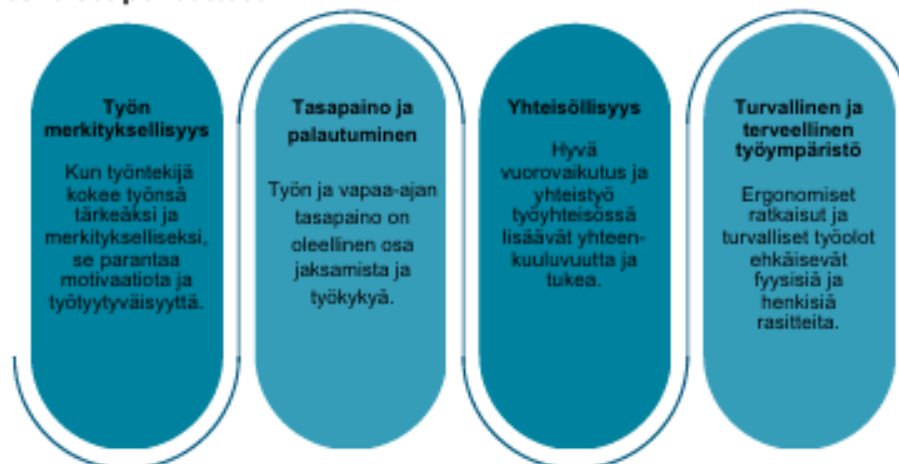 Työn
merkityksellisyys
Kun työntekijä
kokee työnsä
tärkeäksi ja
merkitykselliseksi,
se parantaa
motivaatiota ja
työtyytyväisyyttä.
Tasapaino ja
palautuminen
Työn ja vapaa-ajan
tasapaino on
oleellinen osa
jaksamista ja
työkykyä.
Yhteisöllisyys
Hyvä
vuorovaikutus ja
yhteistyö
työyhteisössä
lisäävät yhteen-
kuuluvuutta ja
tukea.
Turvallinen ja
terveellinen
työympäristö
Ergonomiset
ratkaisut ja
turvalliset työolot
ehkäisevät
fyysisiä ja
henkisiä
rasitteita.